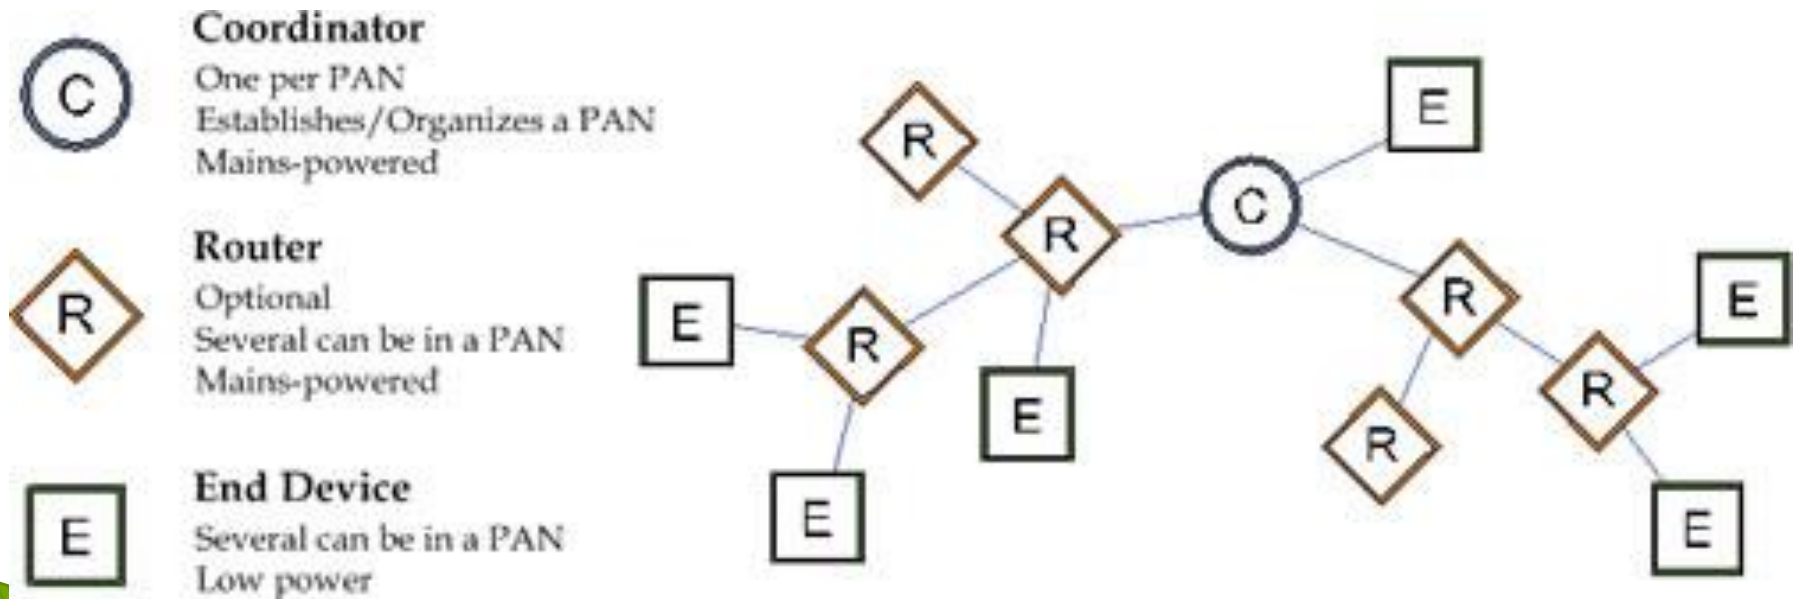 C
Coordinator
One per PAN
Establishes/Organizes a PAN
Mains-powered
R
Router
Optional
Several can be in a PAN
Mains-powered
E
End Device
Several can be in a PAN
Low power
E
R
C
R
R
E
E
R
E
R
R
E
E
E